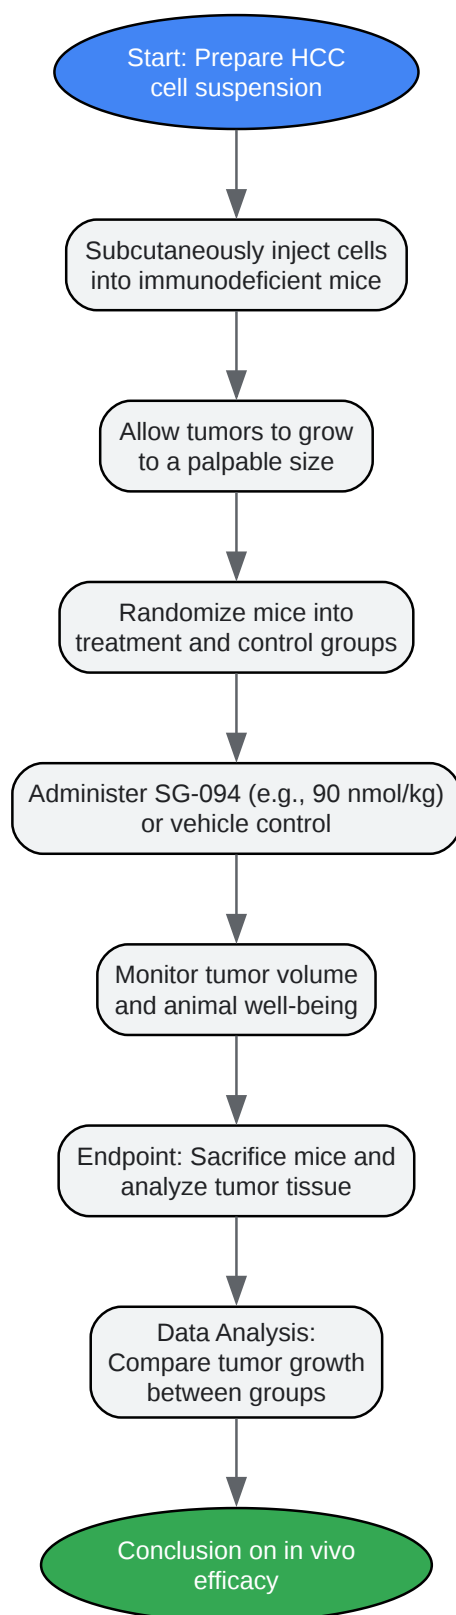 Start: Prepare HCC
cell suspension
Subcutaneously inject cells
into immunodeficient mice
Allow tumors to grow
to a palpable size
Randomize mice into
treatment and control groups
Administer SG-094 (e.g., 90 nmol/kg)
or vehicle control
Monitor tumor volume
and animal well-being
Endpoint: Sacrifice mice and
analyze tumor tissue
Data Analysis:
Compare tumor growth
between groups
Conclusion on in vivo
efficacy